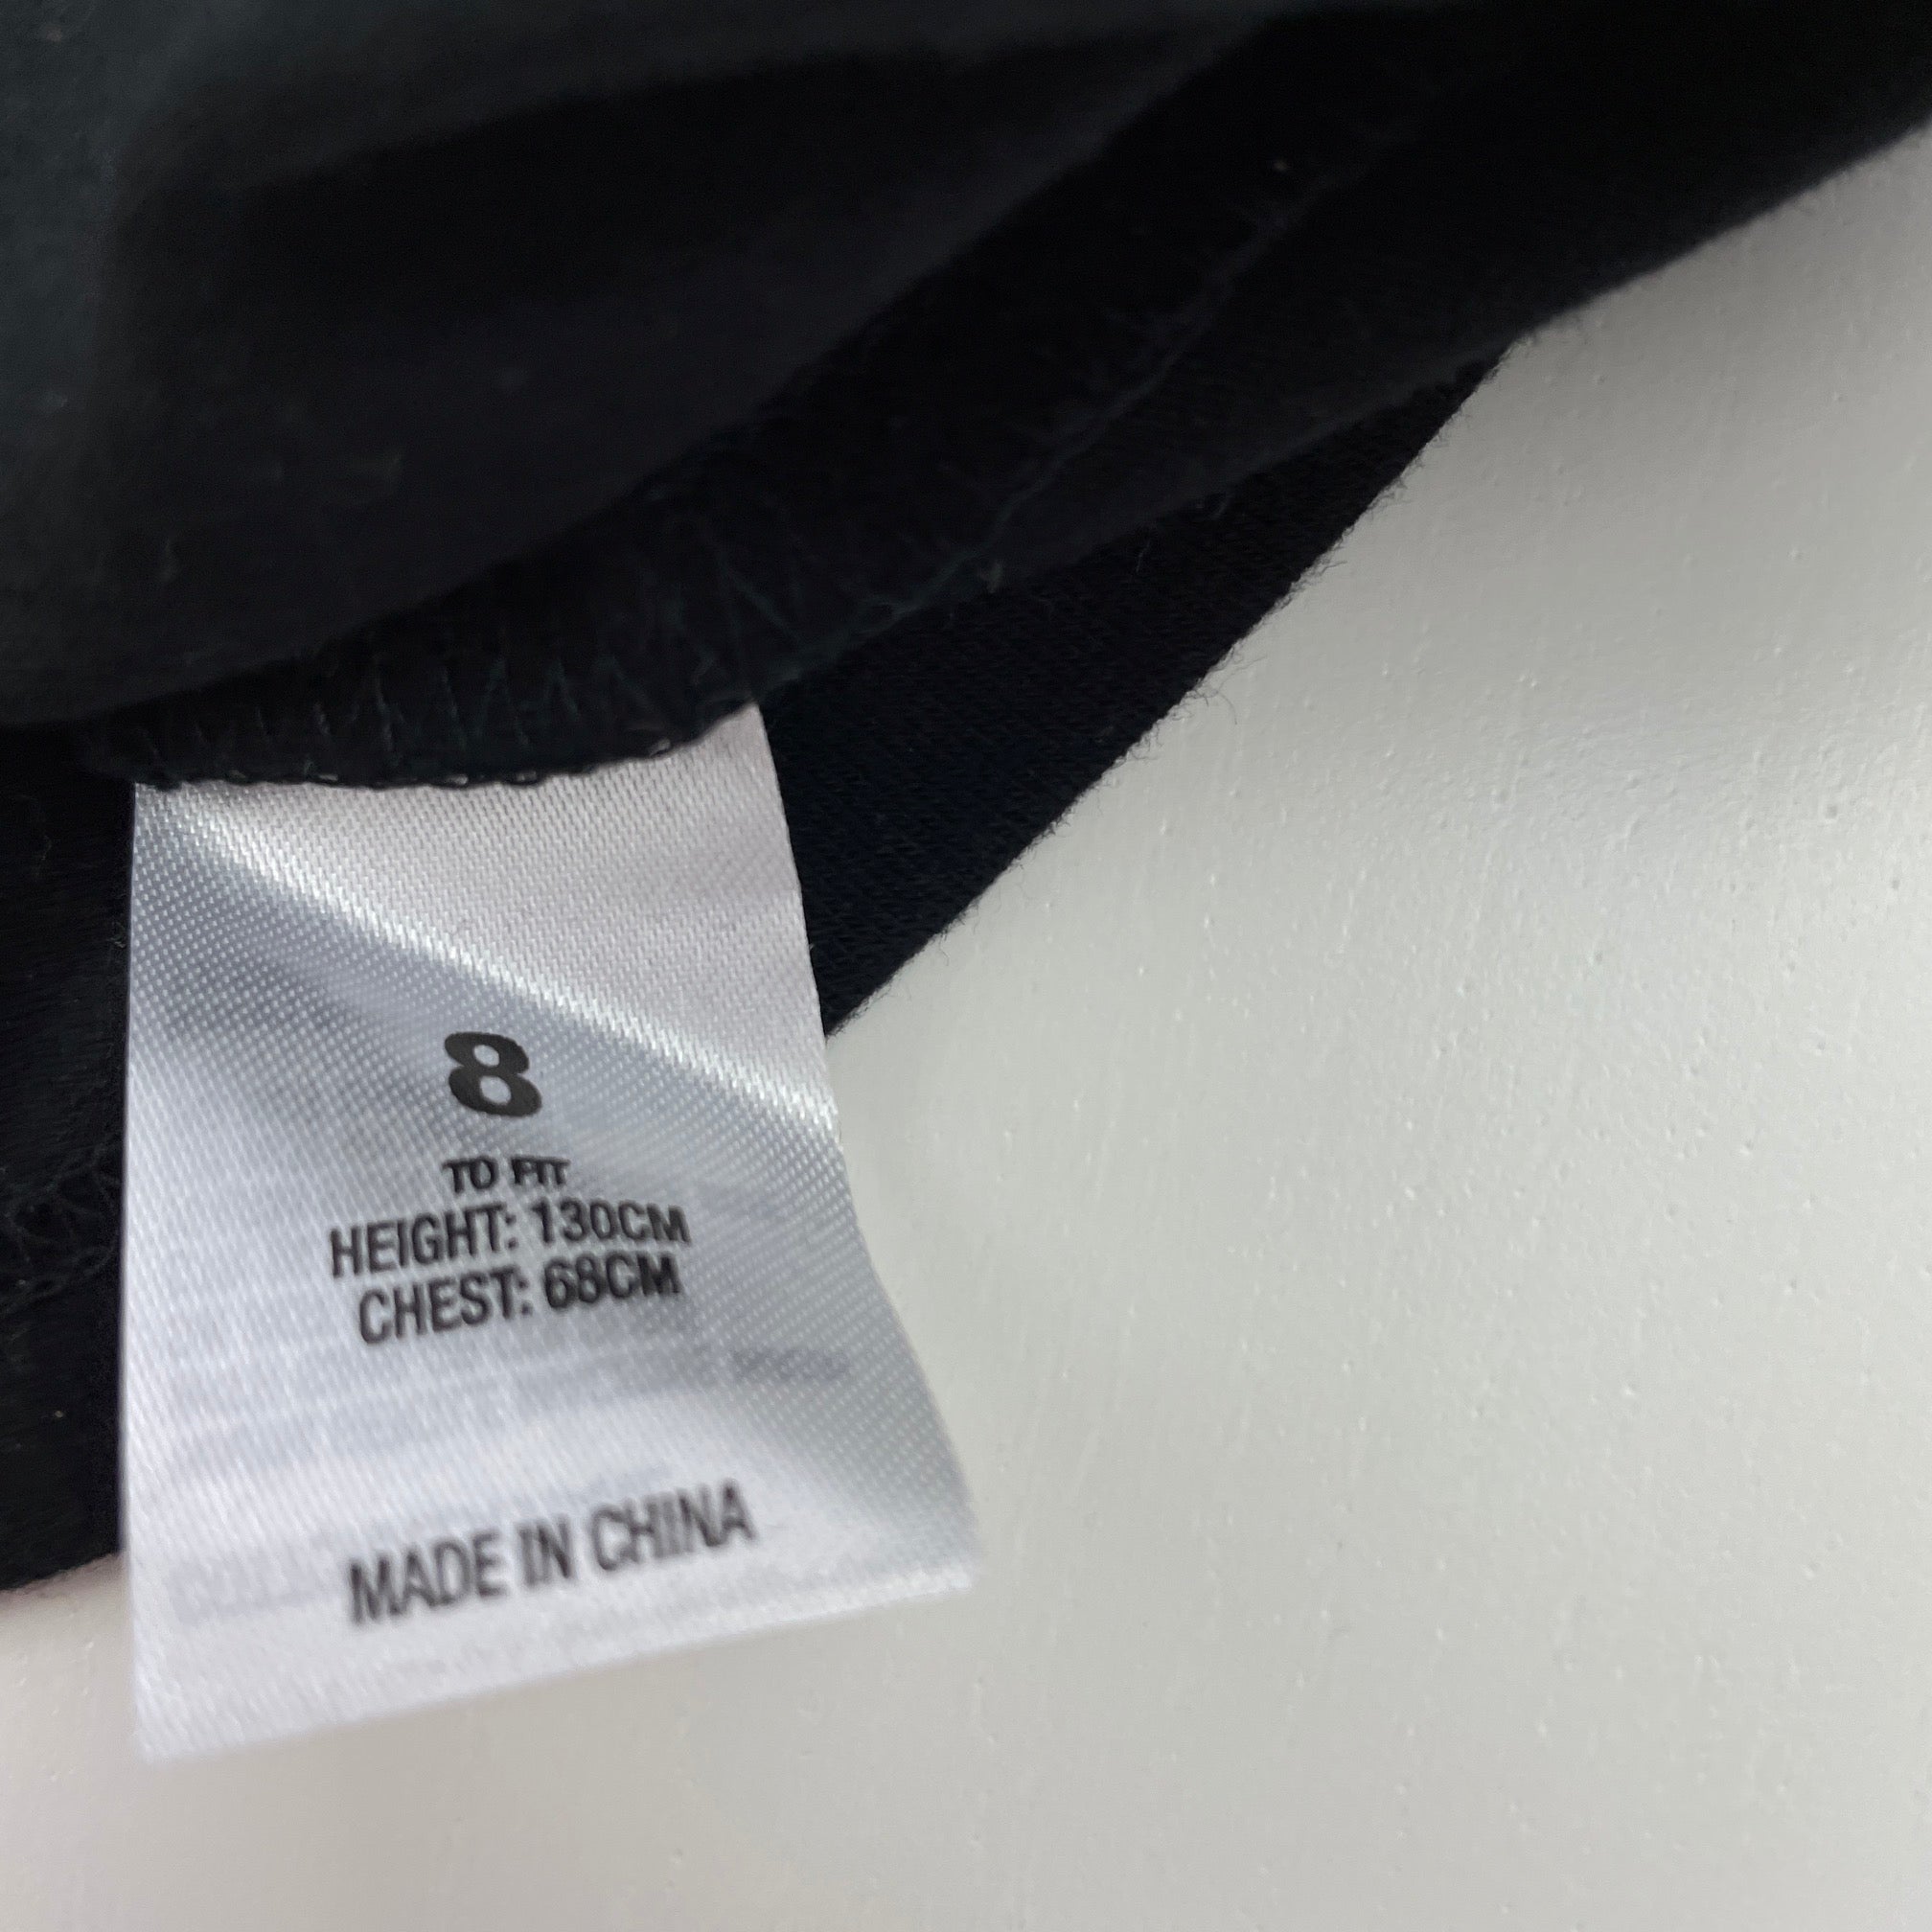 8
TO FIT
HEIGHT: 130CM
CHEST: 68CM
MADE IN CHINA